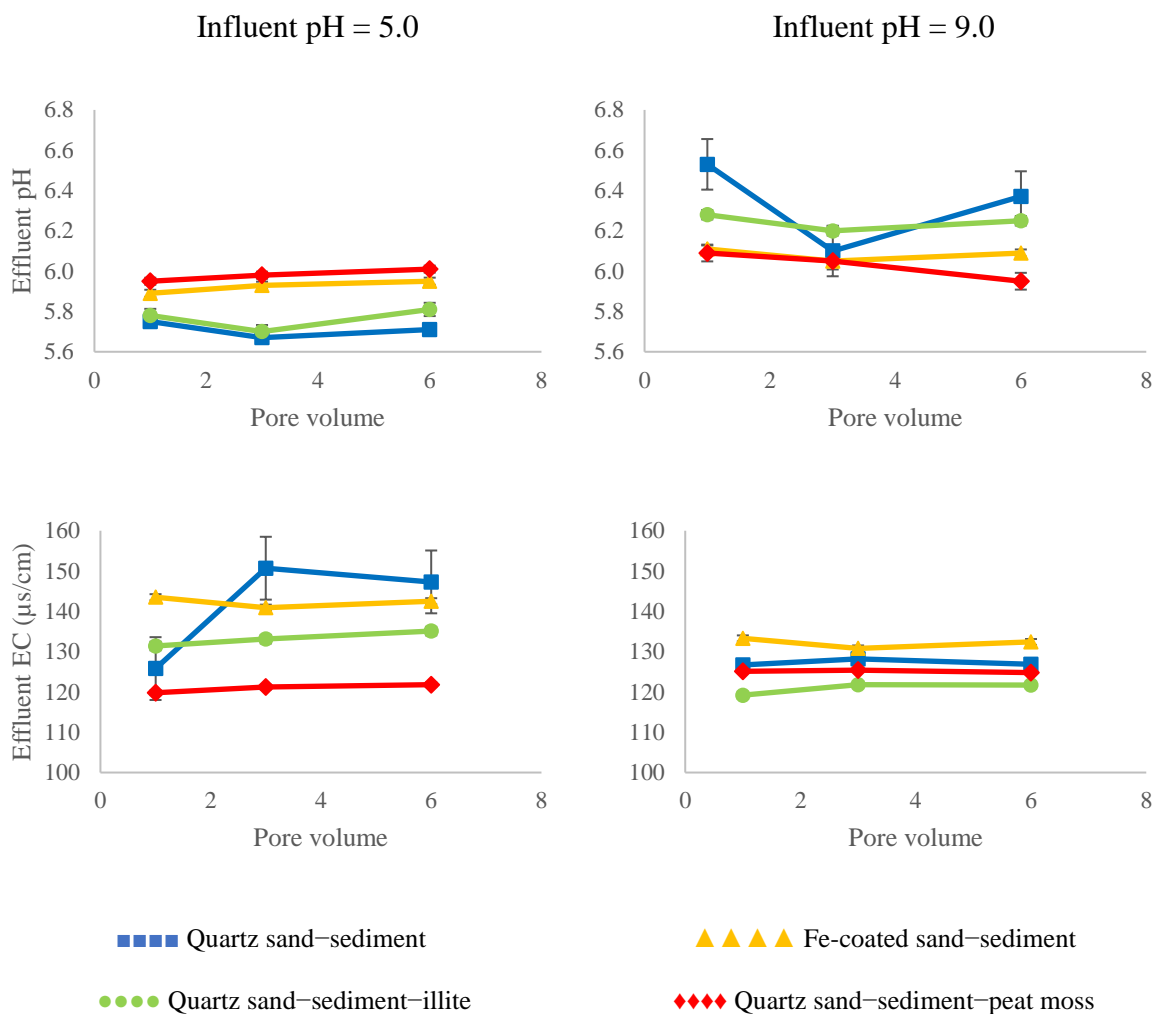 Influent pH = 5.0
Influent pH = 9.0
6.8
6.6
6.4
6.2
6.0
5.8
5.6
Effluent pH
0 2 4 6 8
Pore volume
6.8
6.6
6.4
6.2
6.0
5.8
5.6
0 2 4 6 8
Pore volume
160
150
140
130
120
110
100
Effluent EC (µs/cm)
0 2 4 6 8
Pore volume
160
150
140
130
120
110
100
0 2 4 6 8
Pore volume
Quartz sand−sediment
Fe-coated sand−sediment
Quartz sand−sediment−illite
Quartz sand−sediment−peat moss